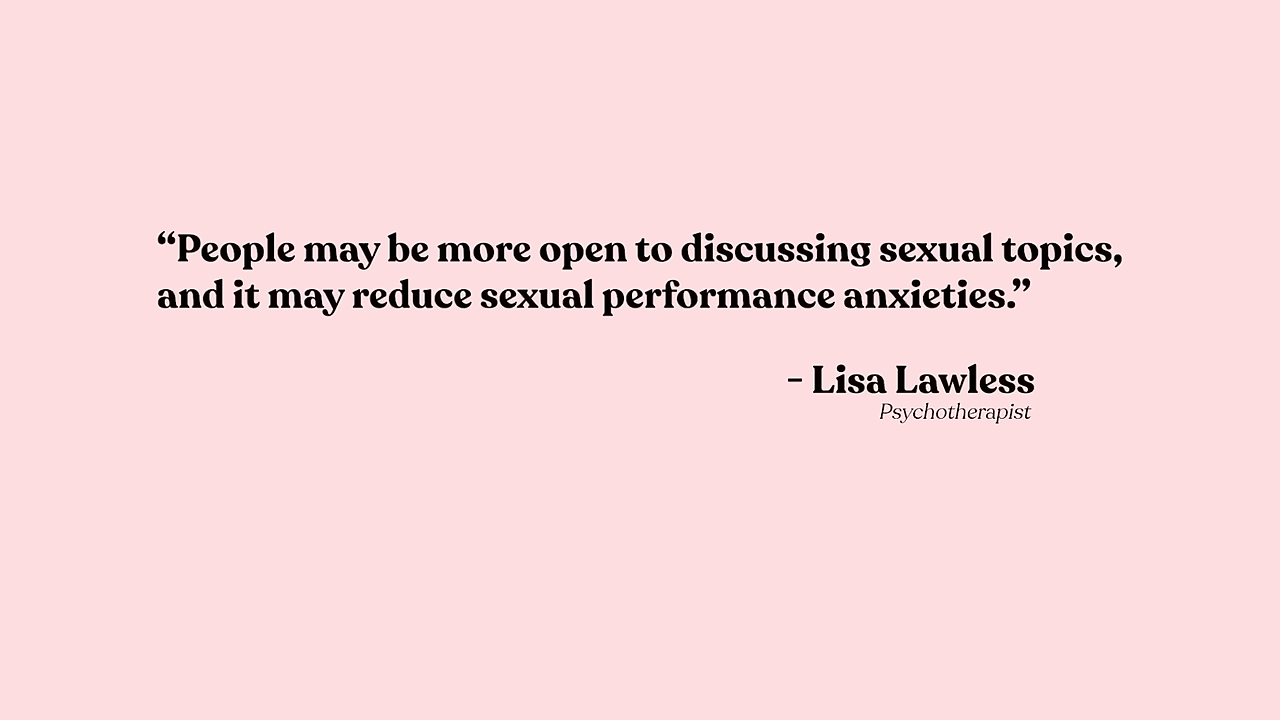 “People may be more open to discussing sexual topics,
and it may reduce sexual performance anxieties.”
– Lisa Lawless
Psychotherapist